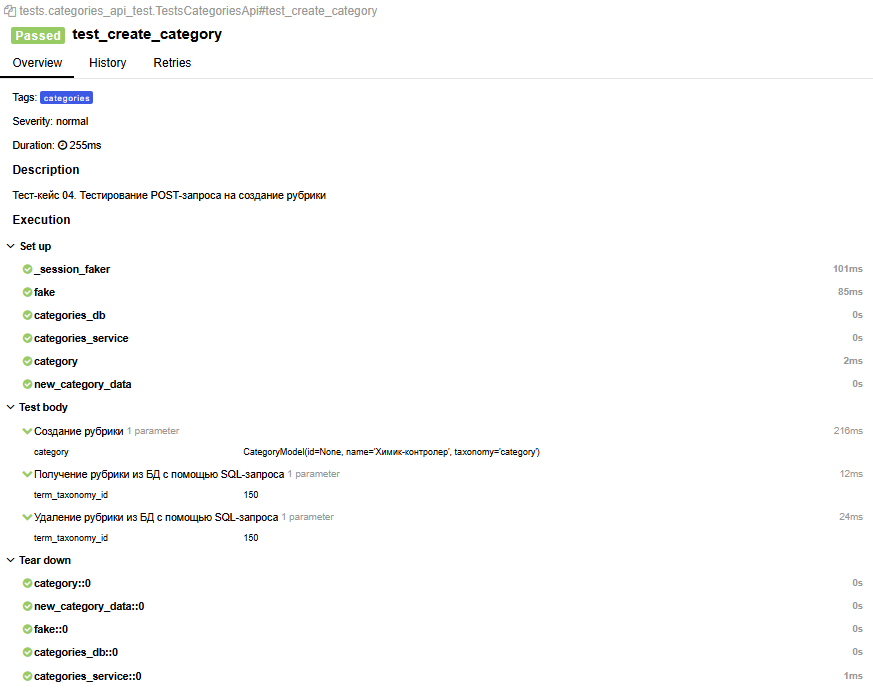 tests.categories_api_test.TestsCategoriesApi#test_create_category
Passed test_create_category
Overview History Retries
Tags: categories
Severity: normal
Duration: 255ms
Description
Тест-кейс 04. Тестирование POST-запроса на создание рубрики
Execution
Set up
_session_faker 101ms
fake 85ms
categories_db 0s
categories_service 0s
category 2ms
new_category_data 0s
Test body
Создание рубрики 1 parameter 216ms
category CategoryModel(id=None, name='Химик-контролер', taxonomy='category')
Получение рубрики из БД с помощью SQL-запроса 1 parameter 12ms
term_taxonomy_id 150
Удаление рубрики из БД с помощью SQL-запроса 1 parameter 24ms
term_taxonomy_id 150
Tear down
category::0 0s
new_category_data::0 0s
fake::0 0s
categories_db::0 0s
categories_service::0 1ms